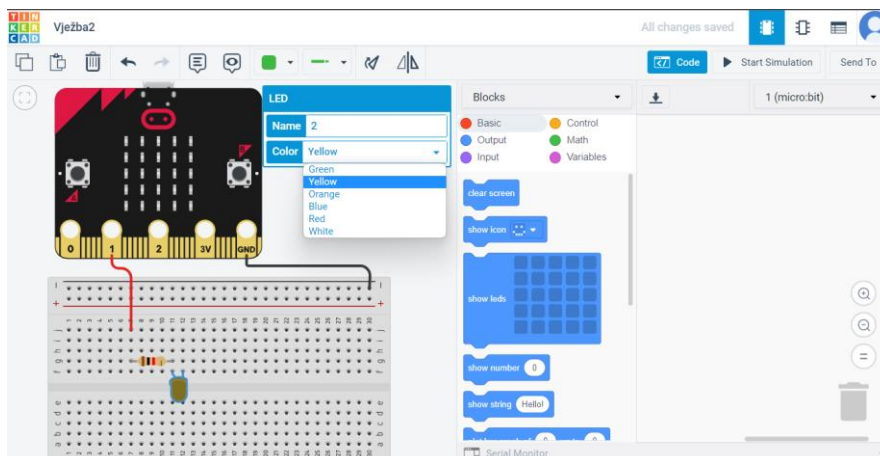 TIN
KER
CAD
Vježba2
All changes saved
Code
Start Simulation
Send To
LED
Name 2
Color Yellow
Green
Yellow
Orange
Blue
Red
White
0 1 2 3V GND
A
B
Blocks
1 (micro:bit)
Basic Control
Output Math
Input Variables
clear screen
show icon
show leds
show number 0
show string Hello!
Serial Monitor